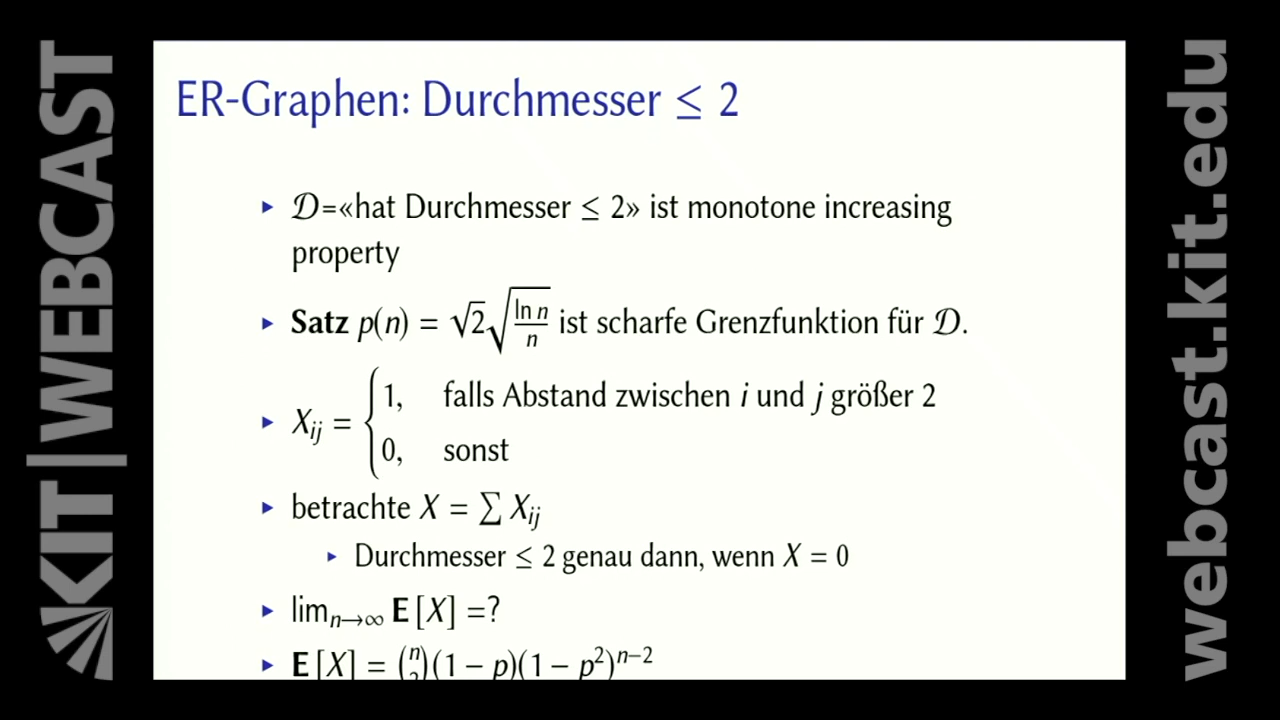 KIT|WEBCAST
ER-Graphen: Durchmesser ≤ 2
▸ 𝒟=«hat Durchmesser ≤ 2» ist monotone increasing
property
▸ Satz p(n) = √2√(ln n / n) ist scharfe Grenzfunktion für 𝒟.
▸ X_ij = { 1, falls Abstand zwischen i und j größer 2
0, sonst
▸ betrachte X = ∑ X_ij
▸ Durchmesser ≤ 2 genau dann, wenn X = 0
▸ lim_{n→∞} E[X] =?
▸ E[X] = (n 2)(1 − p)(1 − p²)^{n−2}
webcast.kit.edu